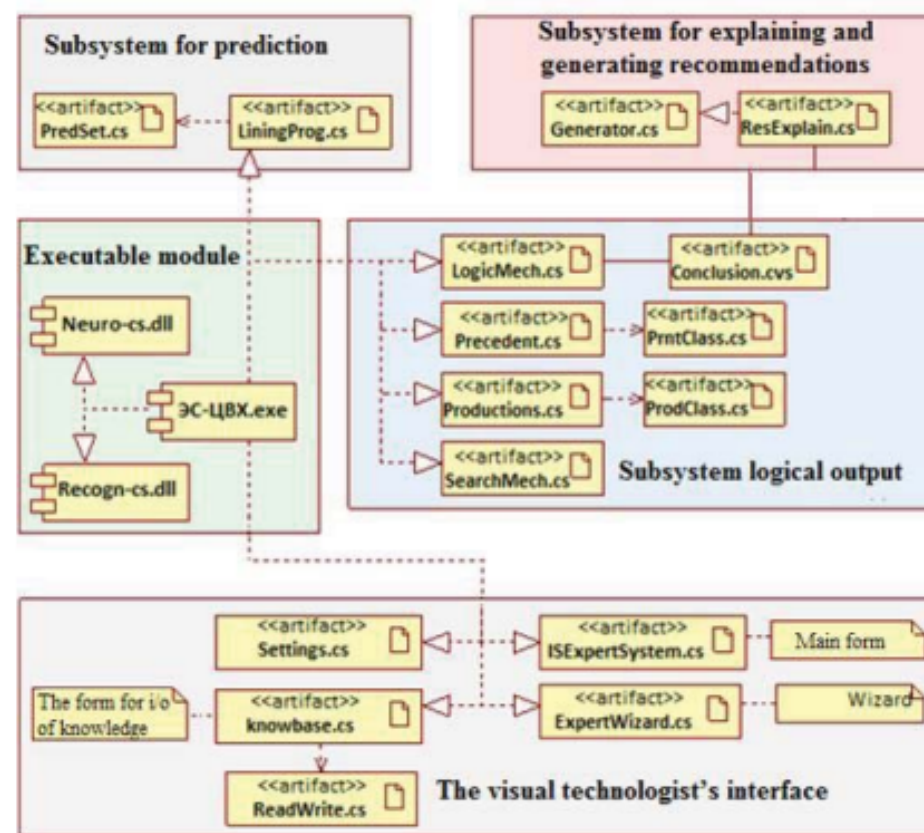 Subsystem for prediction
<<artifact>>
PredSet.cs
<<artifact>>
LiningProg.cs
Subsystem for explaining and
generating recommendations
<<artifact>>
Generator.cs
<<artifact>>
ResExplain.cs
Executable module
Neuro-cs.dll
ЭС-ЦВХ.exe
Recogn-cs.dll
<<artifact>>
LogicMech.cs
<<artifact>>
Conclusion.cvs
<<artifact>>
Precedent.cs
<<artifact>>
PrntClass.cs
<<artifact>>
Productions.cs
<<artifact>>
ProdClass.cs
<<artifact>>
SearchMech.cs
Subsystem logical output
<<artifact>>
Settings.cs
<<artifact>>
ISExpertSystem.cs
Main form
The form for i/o
of knowledge
<<artifact>>
knowbase.cs
<<artifact>>
ExpertWizard.cs
Wizard
<<artifact>>
ReadWrite.cs
The visual technologist's interface